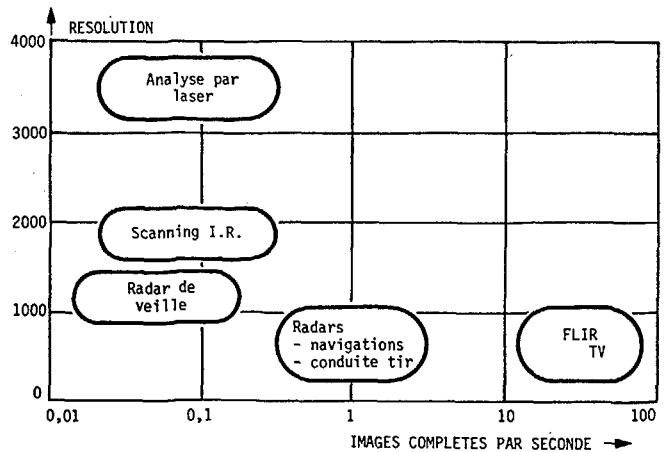 RESOLUTION
4000
Analyse par
laser
3000
2000
Scanning I.R.
Radar de
veille
1000
Radars
- navigations
- conduite tir
FLIR
TV
0
0,01
0,1
1
10
100
IMAGES COMPLETES PAR SECONDE